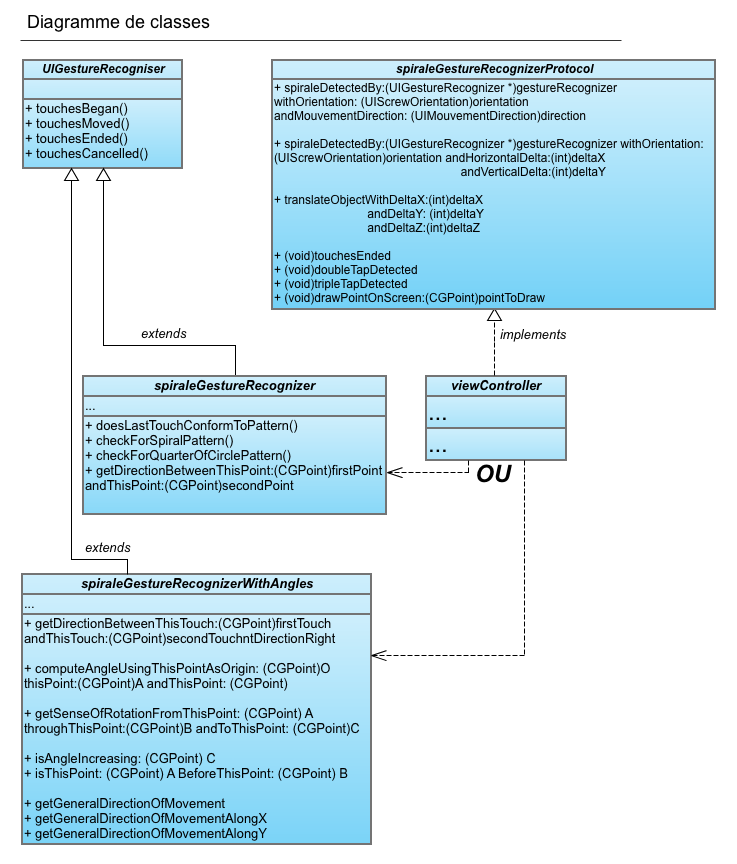 Diagramme de classes
UIGestureRecogniser
+ touchesBegan()
+ touchesMoved()
+ touchesEnded()
+ touchesCancelled()
spiraleGestureRecognizerProtocol
+ spiraleDetectedBy:(UIGestureRecognizer *)gestureRecognizer
withOrientation: (UIScrewOrientation)orientation
andMouvementDirection: (UIMouvementDirection)direction
+ spiraleDetectedBy:(UIGestureRecognizer *)gestureRecognizer withOrientation:
(UIScrewOrientation)orientation andHorizontalDelta:(int)deltaX
andVerticalDelta:(int)deltaY
+ translateObjectWithDeltaX:(int)deltaX
andDeltaY: (int)deltaY
andDeltaZ:(int)deltaZ
+ (void)touchesEnded
+ (void)doubleTapDetected
+ (void)tripleTapDetected
+ (void)drawPointOnScreen:(CGPoint)pointToDraw
extends
implements
spiraleGestureRecognizer
...
+ doesLastTouchConformToPattern()
+ checkForSpiralPattern()
+ checkForQuarterOfCirclePattern()
+ getDirectionBetweenThisPoint:(CGPoint)firstPoint
andThisPoint:(CGPoint)secondPoint
viewController
...
...
OU
extends
spiraleGestureRecognizerWithAngles
...
+ getDirectionBetweenThisTouch:(CGPoint)firstTouch
andThisTouch:(CGPoint)secondTouchntDirectionRight
+ computeAngleUsingThisPointAsOrigin: (CGPoint)O
thisPoint:(CGPoint)A andThisPoint: (CGPoint)
+ getSenseOfRotationFromThisPoint: (CGPoint) A
throughThisPoint:(CGPoint)B andToThisPoint: (CGPoint)C
+ isAngleIncreasing: (CGPoint) C
+ isThisPoint: (CGPoint) A BeforeThisPoint: (CGPoint) B
+ getGeneralDirectionOfMovement
+ getGeneralDirectionOfMovementAlongX
+ getGeneralDirectionOfMovementAlongY